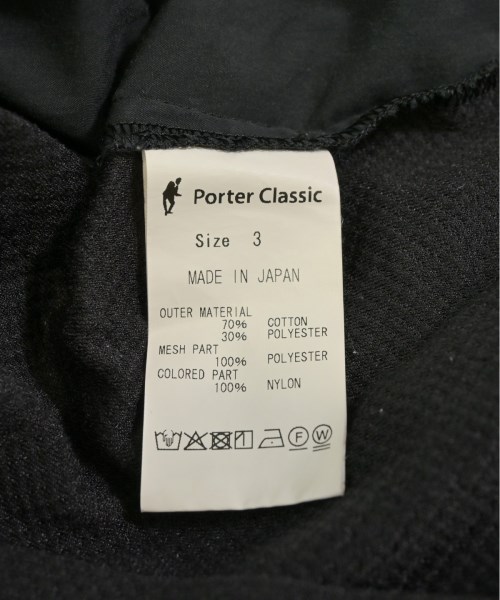 Porter Classic
Size 3
MADE IN JAPAN
OUTER MATERIAL
70% COTTON
30% POLYESTER
MESH PART
100% POLYESTER
COLORED PART
100% NYLON
F W